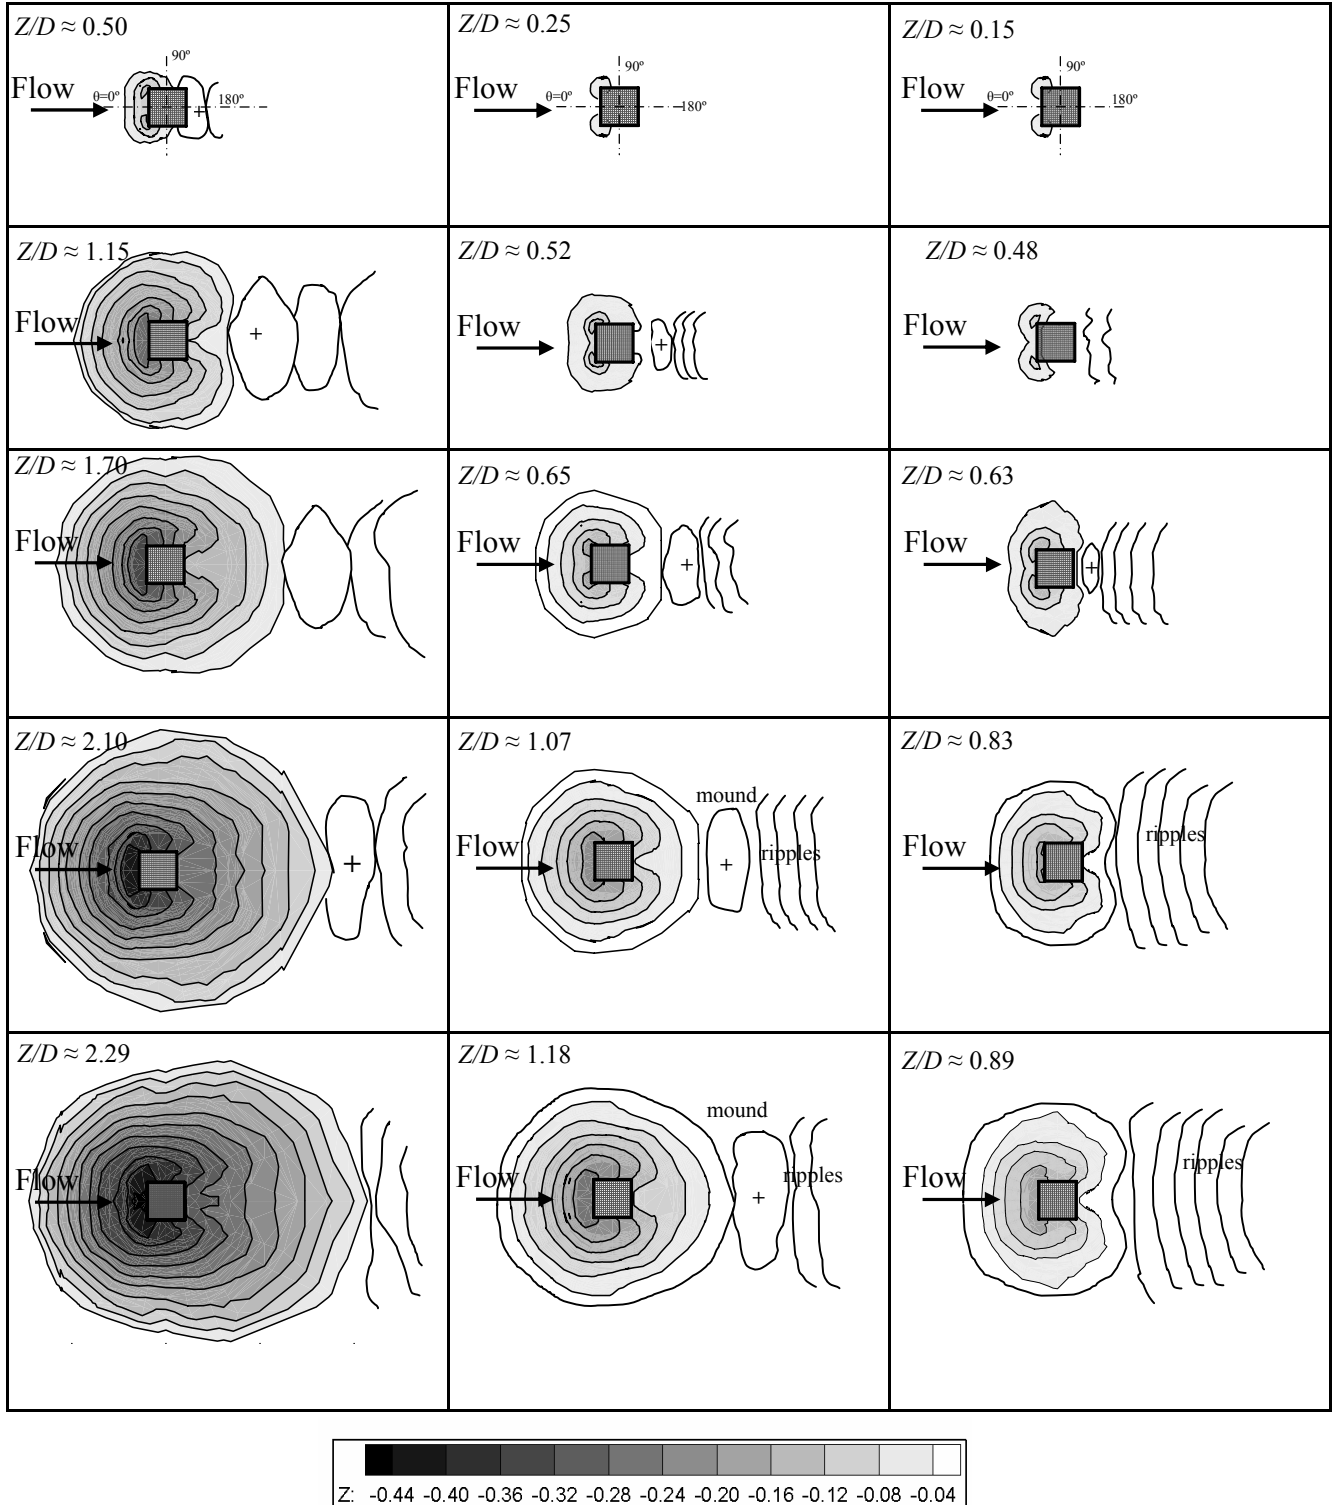 Z/D ≈ 0.50
90º
Flow
θ=0º
180º
+
Z/D ≈ 0.25
90º
Flow
θ=0º
180º
Z/D ≈ 0.15
90º
Flow
θ=0º
180º
Z/D ≈ 1.15
Flow
+
Z/D ≈ 0.52
Flow
+
Z/D ≈ 0.48
Flow
Z/D ≈ 1.70
Flow
Z/D ≈ 0.65
Flow
+
Z/D ≈ 0.63
Flow
+
Z/D ≈ 2.10
Flow
+
Z/D ≈ 1.07
mound
Flow
ripples
+
Z/D ≈ 0.83
ripples
Flow
Z/D ≈ 2.29
Flow
Z/D ≈ 1.18
mound
Flow
ripples
+
Z/D ≈ 0.89
ripples
Flow
Z: -0.44 -0.40 -0.36 -0.32 -0.28 -0.24 -0.20 -0.16 -0.12 -0.08 -0.04